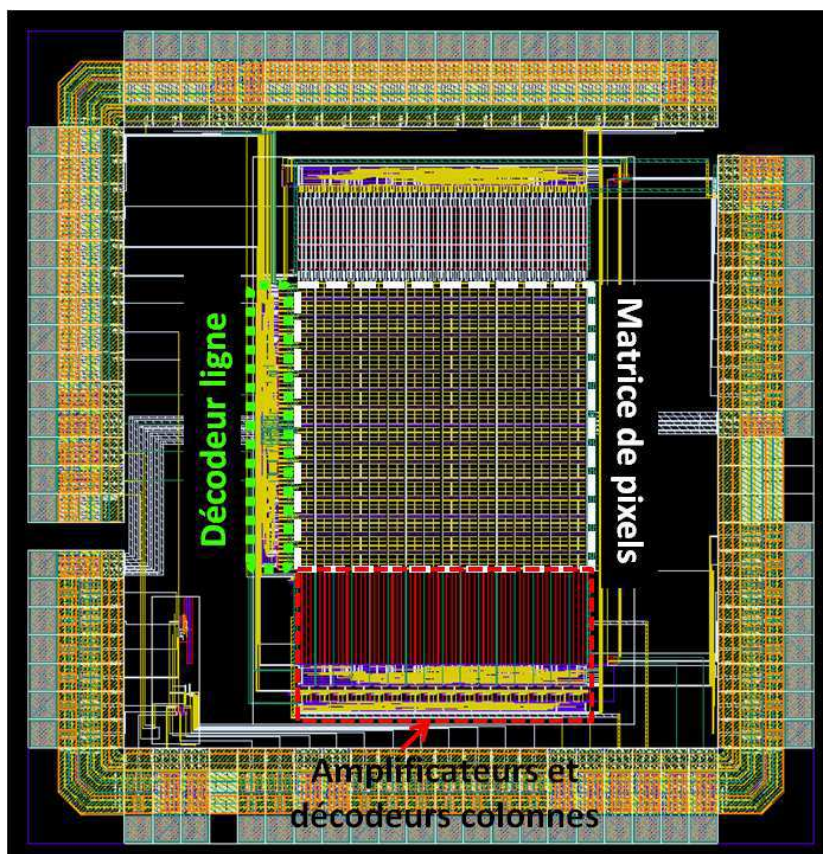 Décodeur ligne
Matrice de pixels
Amplificateurs et
décodeurs colonnes